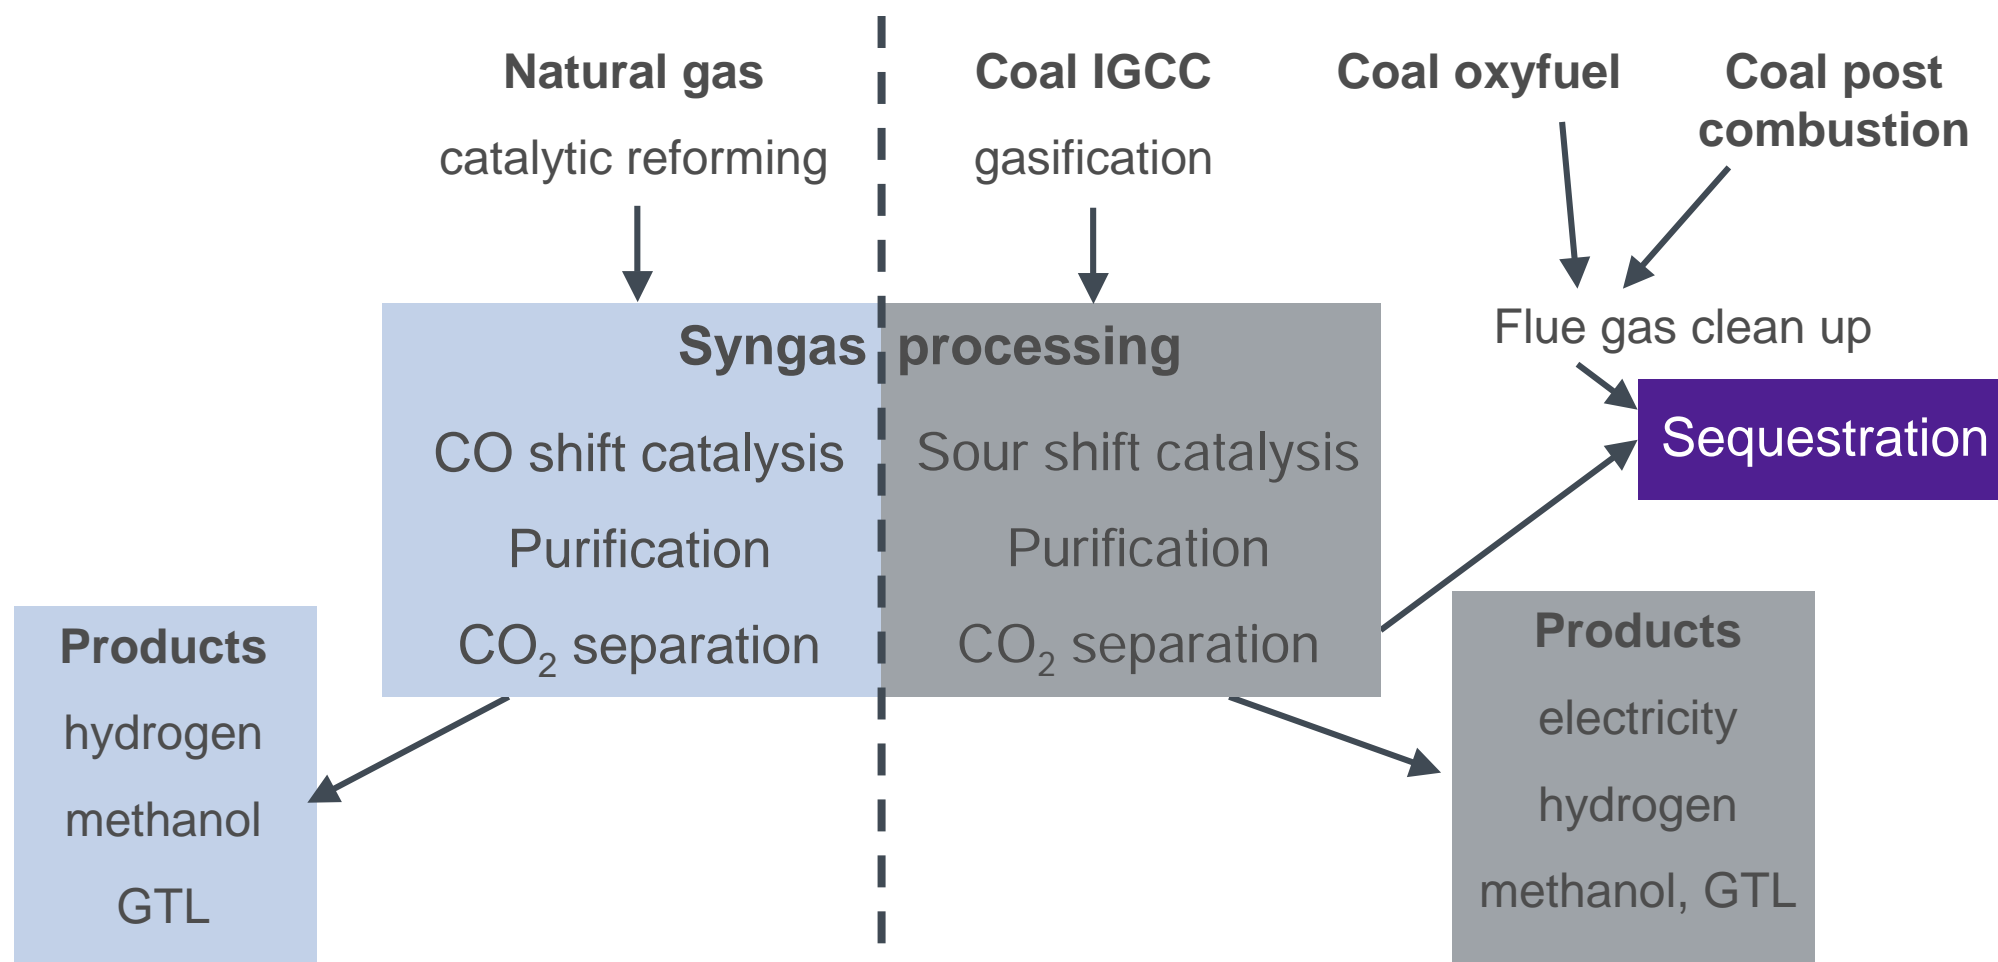 Natural gas
catalytic reforming
Coal IGCC
gasification
Coal oxyfuel
Coal post
combustion
Flue gas clean up
Sequestration
Syngas processing
CO shift catalysis
Purification
CO₂ separation
Sour shift catalysis
Purification
CO₂ separation
Products
hydrogen
methanol
GTL
Products
electricity
hydrogen
methanol, GTL